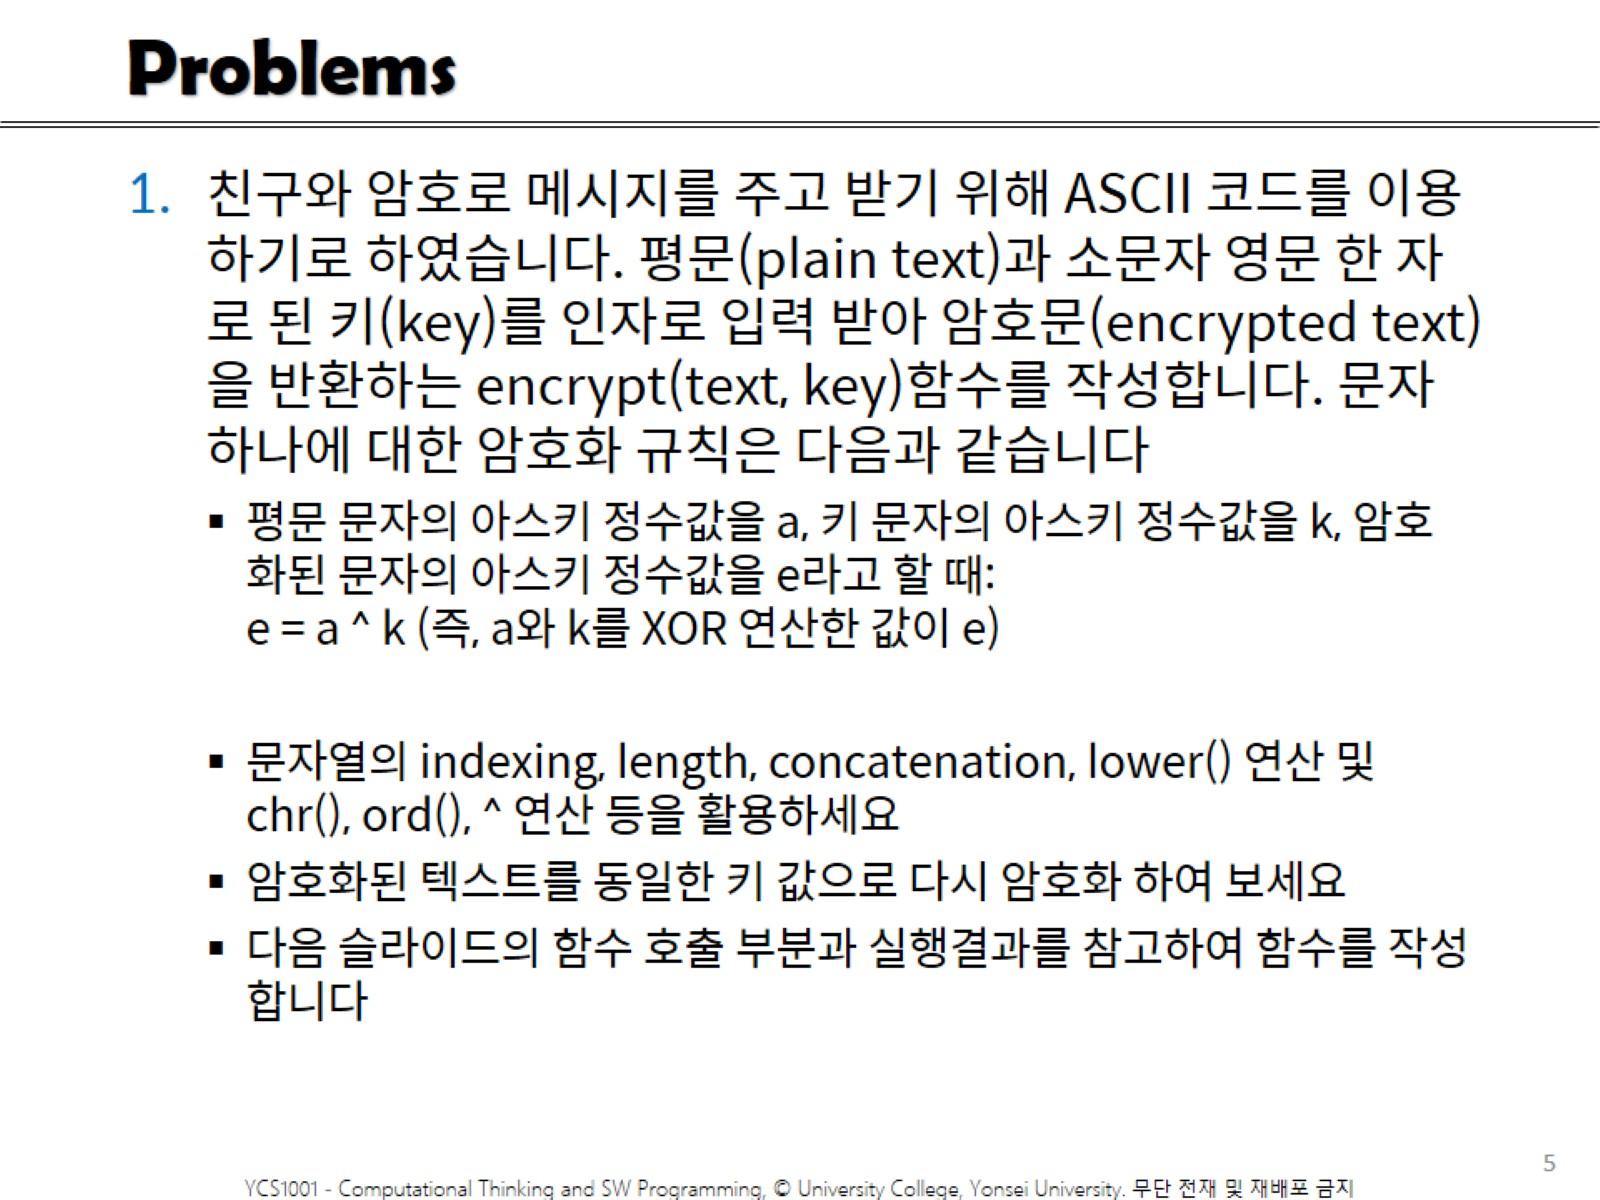 Problems
1. 친구와 암호로 메시지를 주고 받기 위해 ASCII 코드를 이용
하기로 하였습니다. 평문(plain text)과 소문자 영문 한 자
로 된 키(key)를 인자로 입력 받아 암호문(encrypted text)
을 반환하는 encrypt(text, key)함수를 작성합니다. 문자
하나에 대한 암호화 규칙은 다음과 같습니다
▪ 평문 문자의 아스키 정수값을 a, 키 문자의 아스키 정수값을 k, 암호
화된 문자의 아스키 정수값을 e라고 할 때:
e = a ^ k (즉, a와 k를 XOR 연산한 값이 e)
▪ 문자열의 indexing, length, concatenation, lower() 연산 및
chr(), ord(), ^ 연산 등을 활용하세요
▪ 암호화된 텍스트를 동일한 키 값으로 다시 암호화 하여 보세요
▪ 다음 슬라이드의 함수 호출 부분과 실행결과를 참고하여 함수를 작성
합니다
5
YCS1001 - Computational Thinking and SW Programming, © University College, Yonsei University. 무단 전재 및 재배포 금지